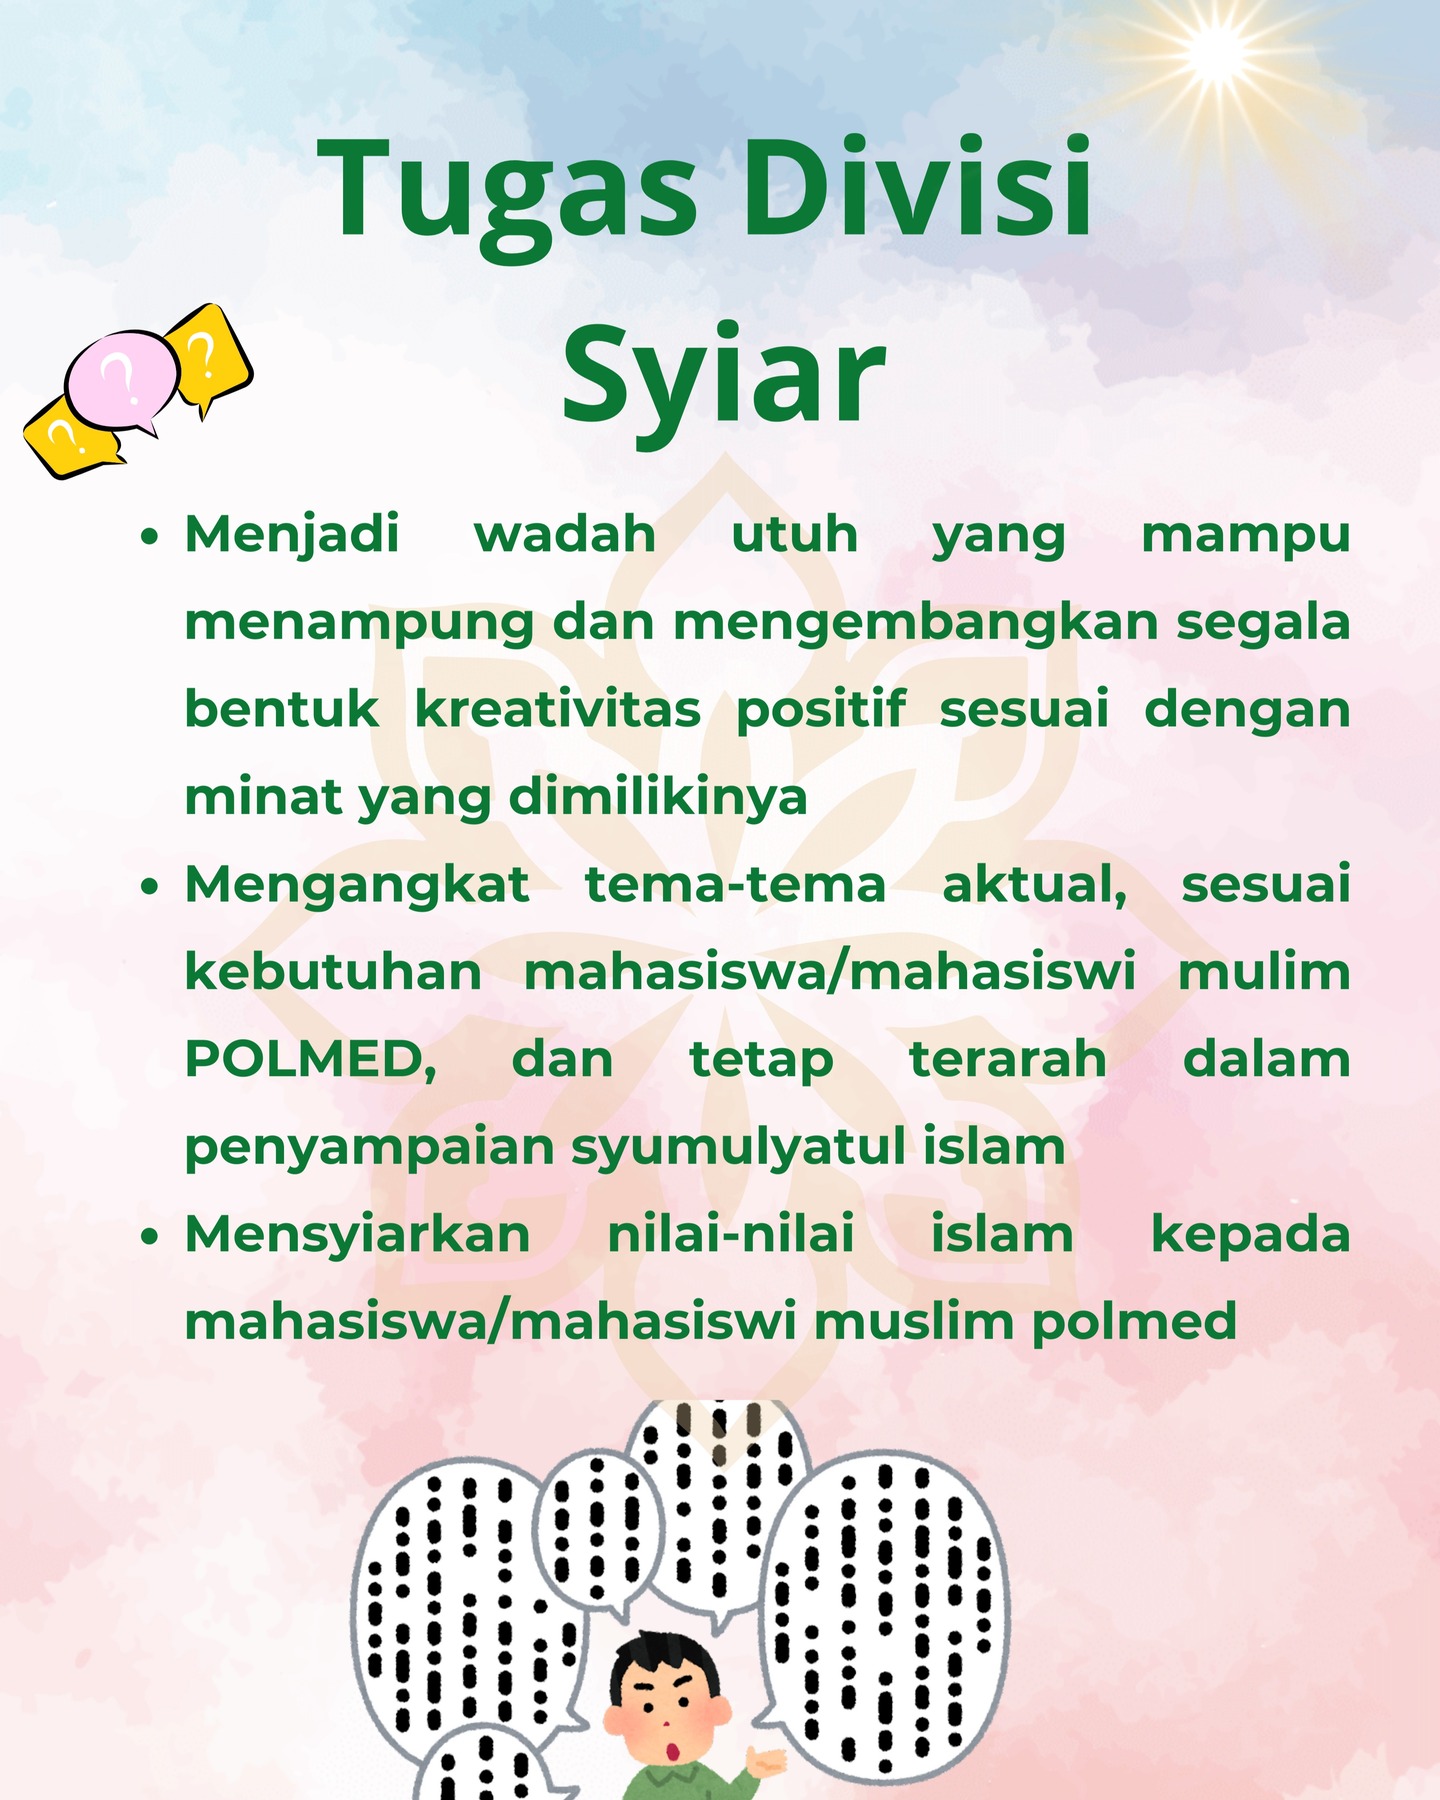 Tugas Divisi
Syiar
? ? ?
• Menjadi wadah utuh yang mampu
menampung dan mengembangkan segala
bentuk kreativitas positif sesuai dengan
minat yang dimilikinya
• Mengangkat tema-tema aktual, sesuai
kebutuhan mahasiswa/mahasiswi mulim
POLMED, dan tetap terarah dalam
penyampaian syumulyatul islam
• Mensyiarkan nilai-nilai islam kepada
mahasiswa/mahasiswi muslim polmed